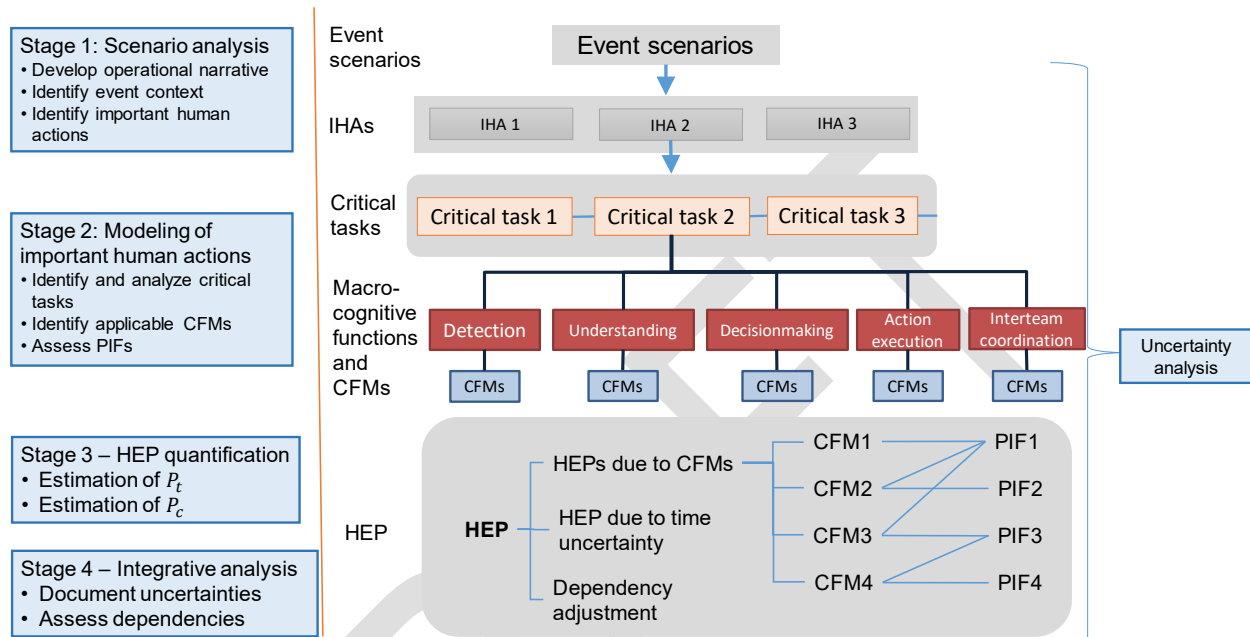 Stage 1: Scenario analysis
• Develop operational narrative
• Identify event context
• Identify important human
actions
Stage 2: Modeling of
important human actions
• Identify and analyze critical
tasks
• Identify applicable CFMs
• Assess PIFs
Stage 3 – HEP quantification
• Estimation of Pt
• Estimation of Pc
Stage 4 – Integrative analysis
• Document uncertainties
• Assess dependencies
Event
scenarios
Event scenarios
IHAs
IHA 1
IHA 2
IHA 3
Critical
tasks
Critical task 1
Critical task 2
Critical task 3
Macro-
cognitive
functions
and
CFMs
Detection
Understanding
Decisionmaking
Action
execution
Interteam
coordination
CFMs
CFMs
CFMs
CFMs
CFMs
HEP
HEP
HEPs due to CFMs
HEP due to time
uncertainty
Dependency
adjustment
CFM1
CFM2
CFM3
CFM4
PIF1
PIF2
PIF3
PIF4
Uncertainty
analysis